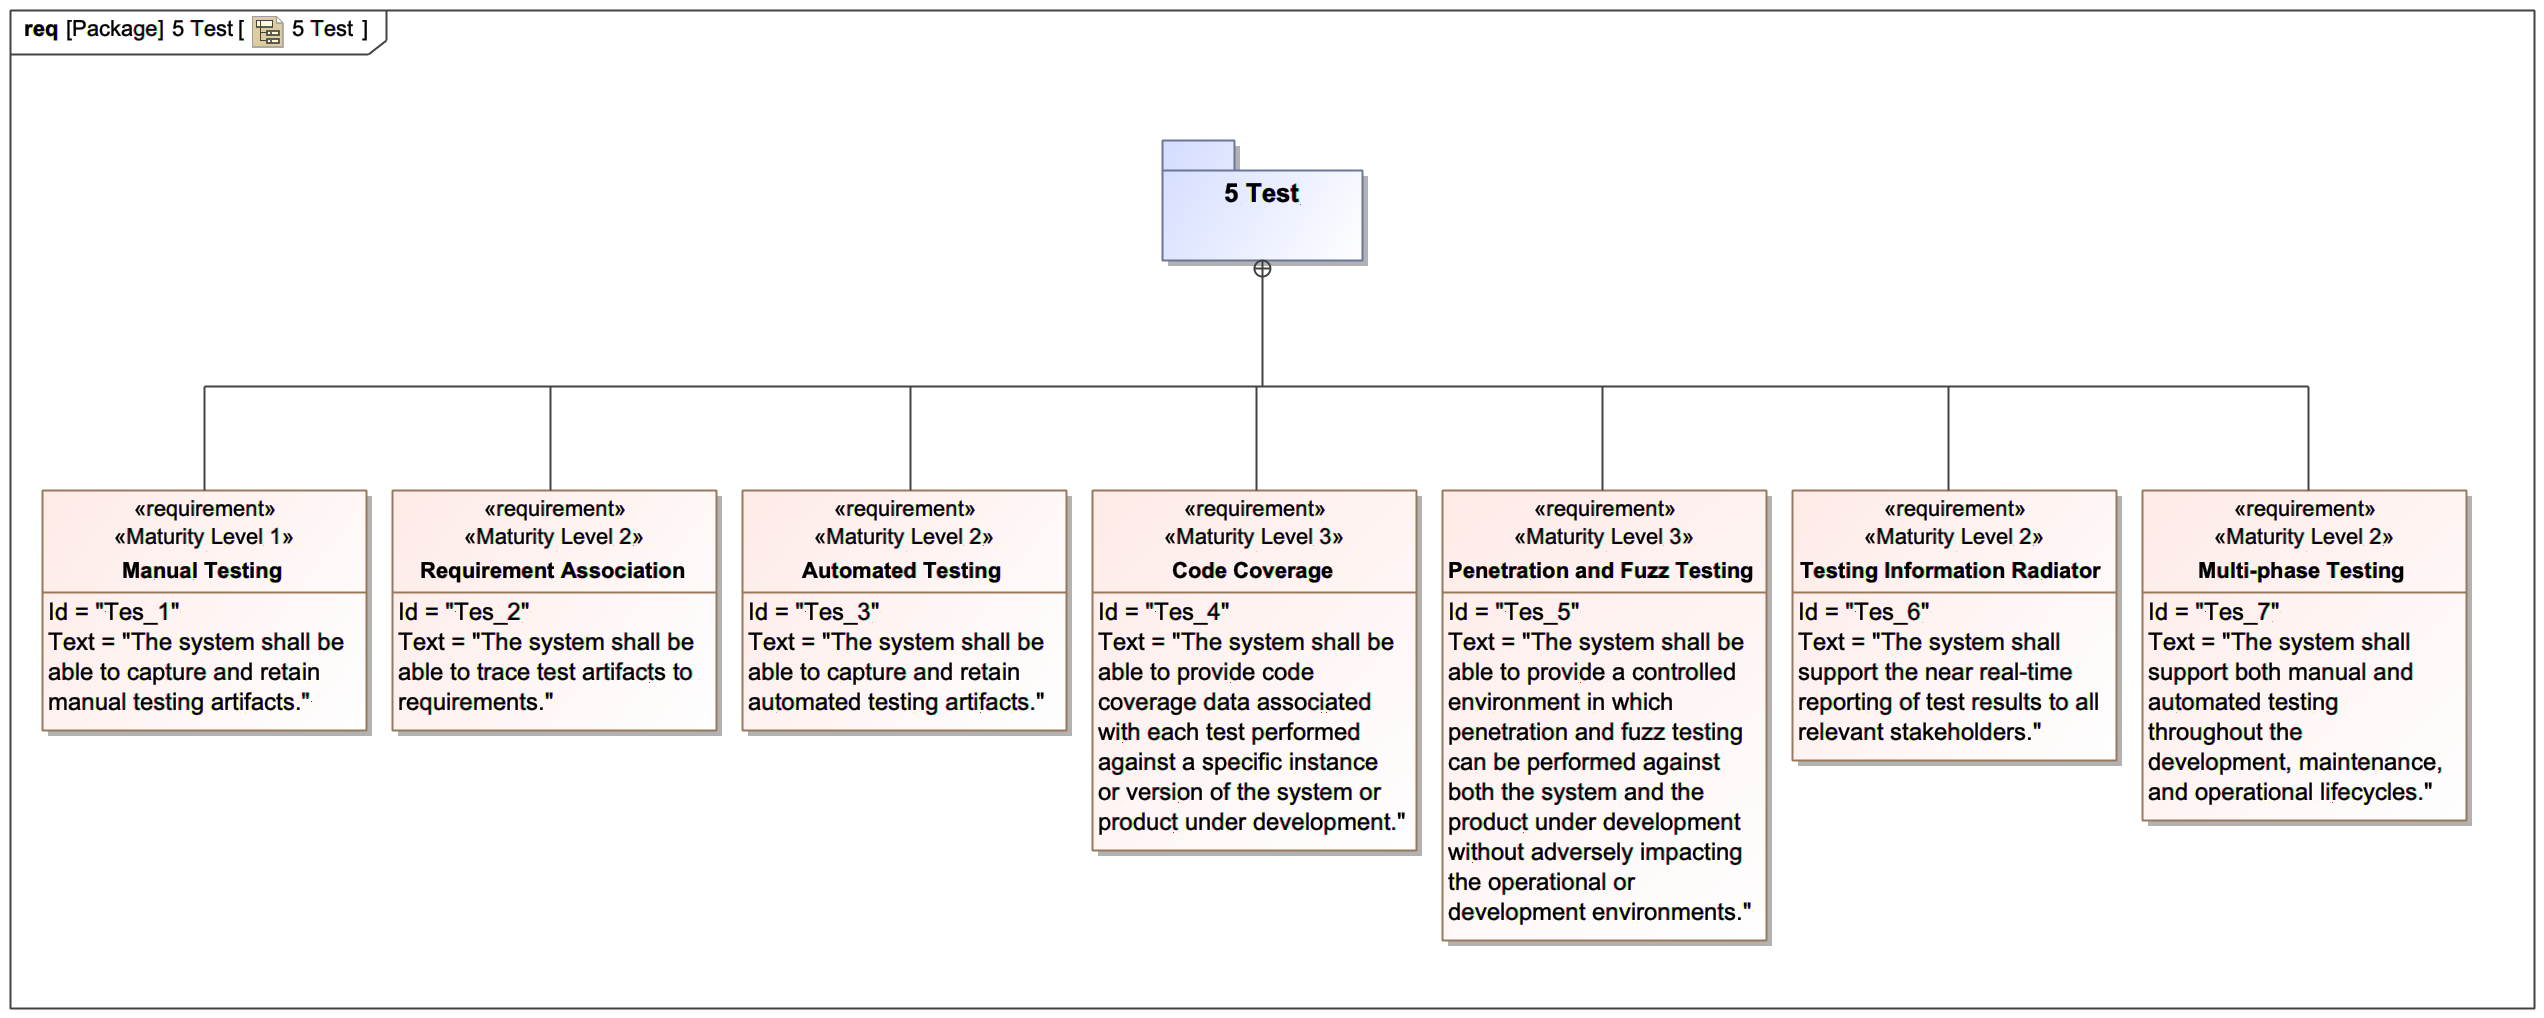 req [Package] 5 Test [ 5 Test ]
5 Test
«requirement»
«Maturity Level 1»
Manual Testing
Id = "Tes_1"
Text = "The system shall be
able to capture and retain
manual testing artifacts."
«requirement»
«Maturity Level 2»
Requirement Association
Id = "Tes_2"
Text = "The system shall be
able to trace test artifacts to
requirements."
«requirement»
«Maturity Level 2»
Automated Testing
Id = "Tes_3"
Text = "The system shall be
able to capture and retain
automated testing artifacts."
«requirement»
«Maturity Level 3»
Code Coverage
Id = "Tes_4"
Text = "The system shall be
able to provide code
coverage data associated
with each test performed
against a specific instance
or version of the system or
product under development."
«requirement»
«Maturity Level 3»
Penetration and Fuzz Testing
Id = "Tes_5"
Text = "The system shall be
able to provide a controlled
environment in which
penetration and fuzz testing
can be performed against
both the system and the
product under development
without adversely impacting
the operational or
development environments."
«requirement»
«Maturity Level 2»
Testing Information Radiator
Id = "Tes_6"
Text = "The system shall
support the near real-time
reporting of test results to all
relevant stakeholders."
«requirement»
«Maturity Level 2»
Multi-phase Testing
Id = "Tes_7"
Text = "The system shall
support both manual and
automated testing
throughout the
development, maintenance,
and operational lifecycles."